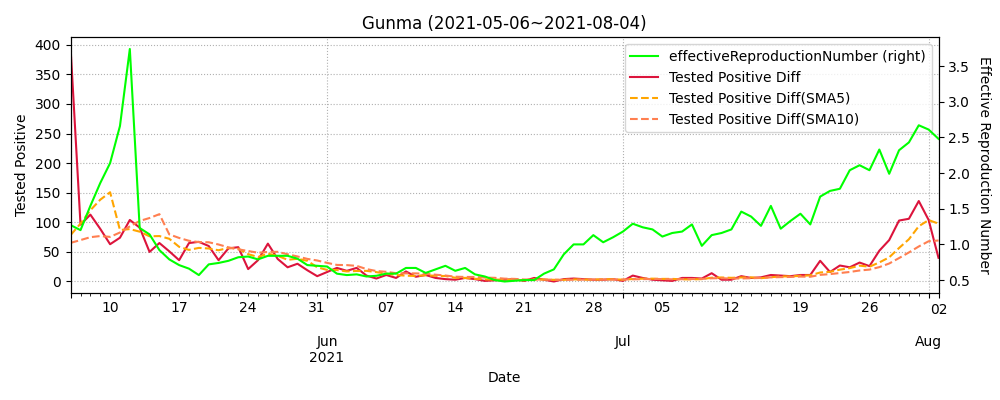 Gunma (2021-05-06~2021-08-04)
effectiveReproductionNumber (right)
Tested Positive Diff
Tested Positive Diff(SMA5)
Tested Positive Diff(SMA10)
Tested Positive
400
350
300
250
200
150
100
50
0
3.5
3.0
2.5
2.0
1.5
1.0
0.5
Effective Reproduction Number
10 17 24 31 07 14 21 28 05 12 19 26 02
Jun Jul Aug
2021
Date